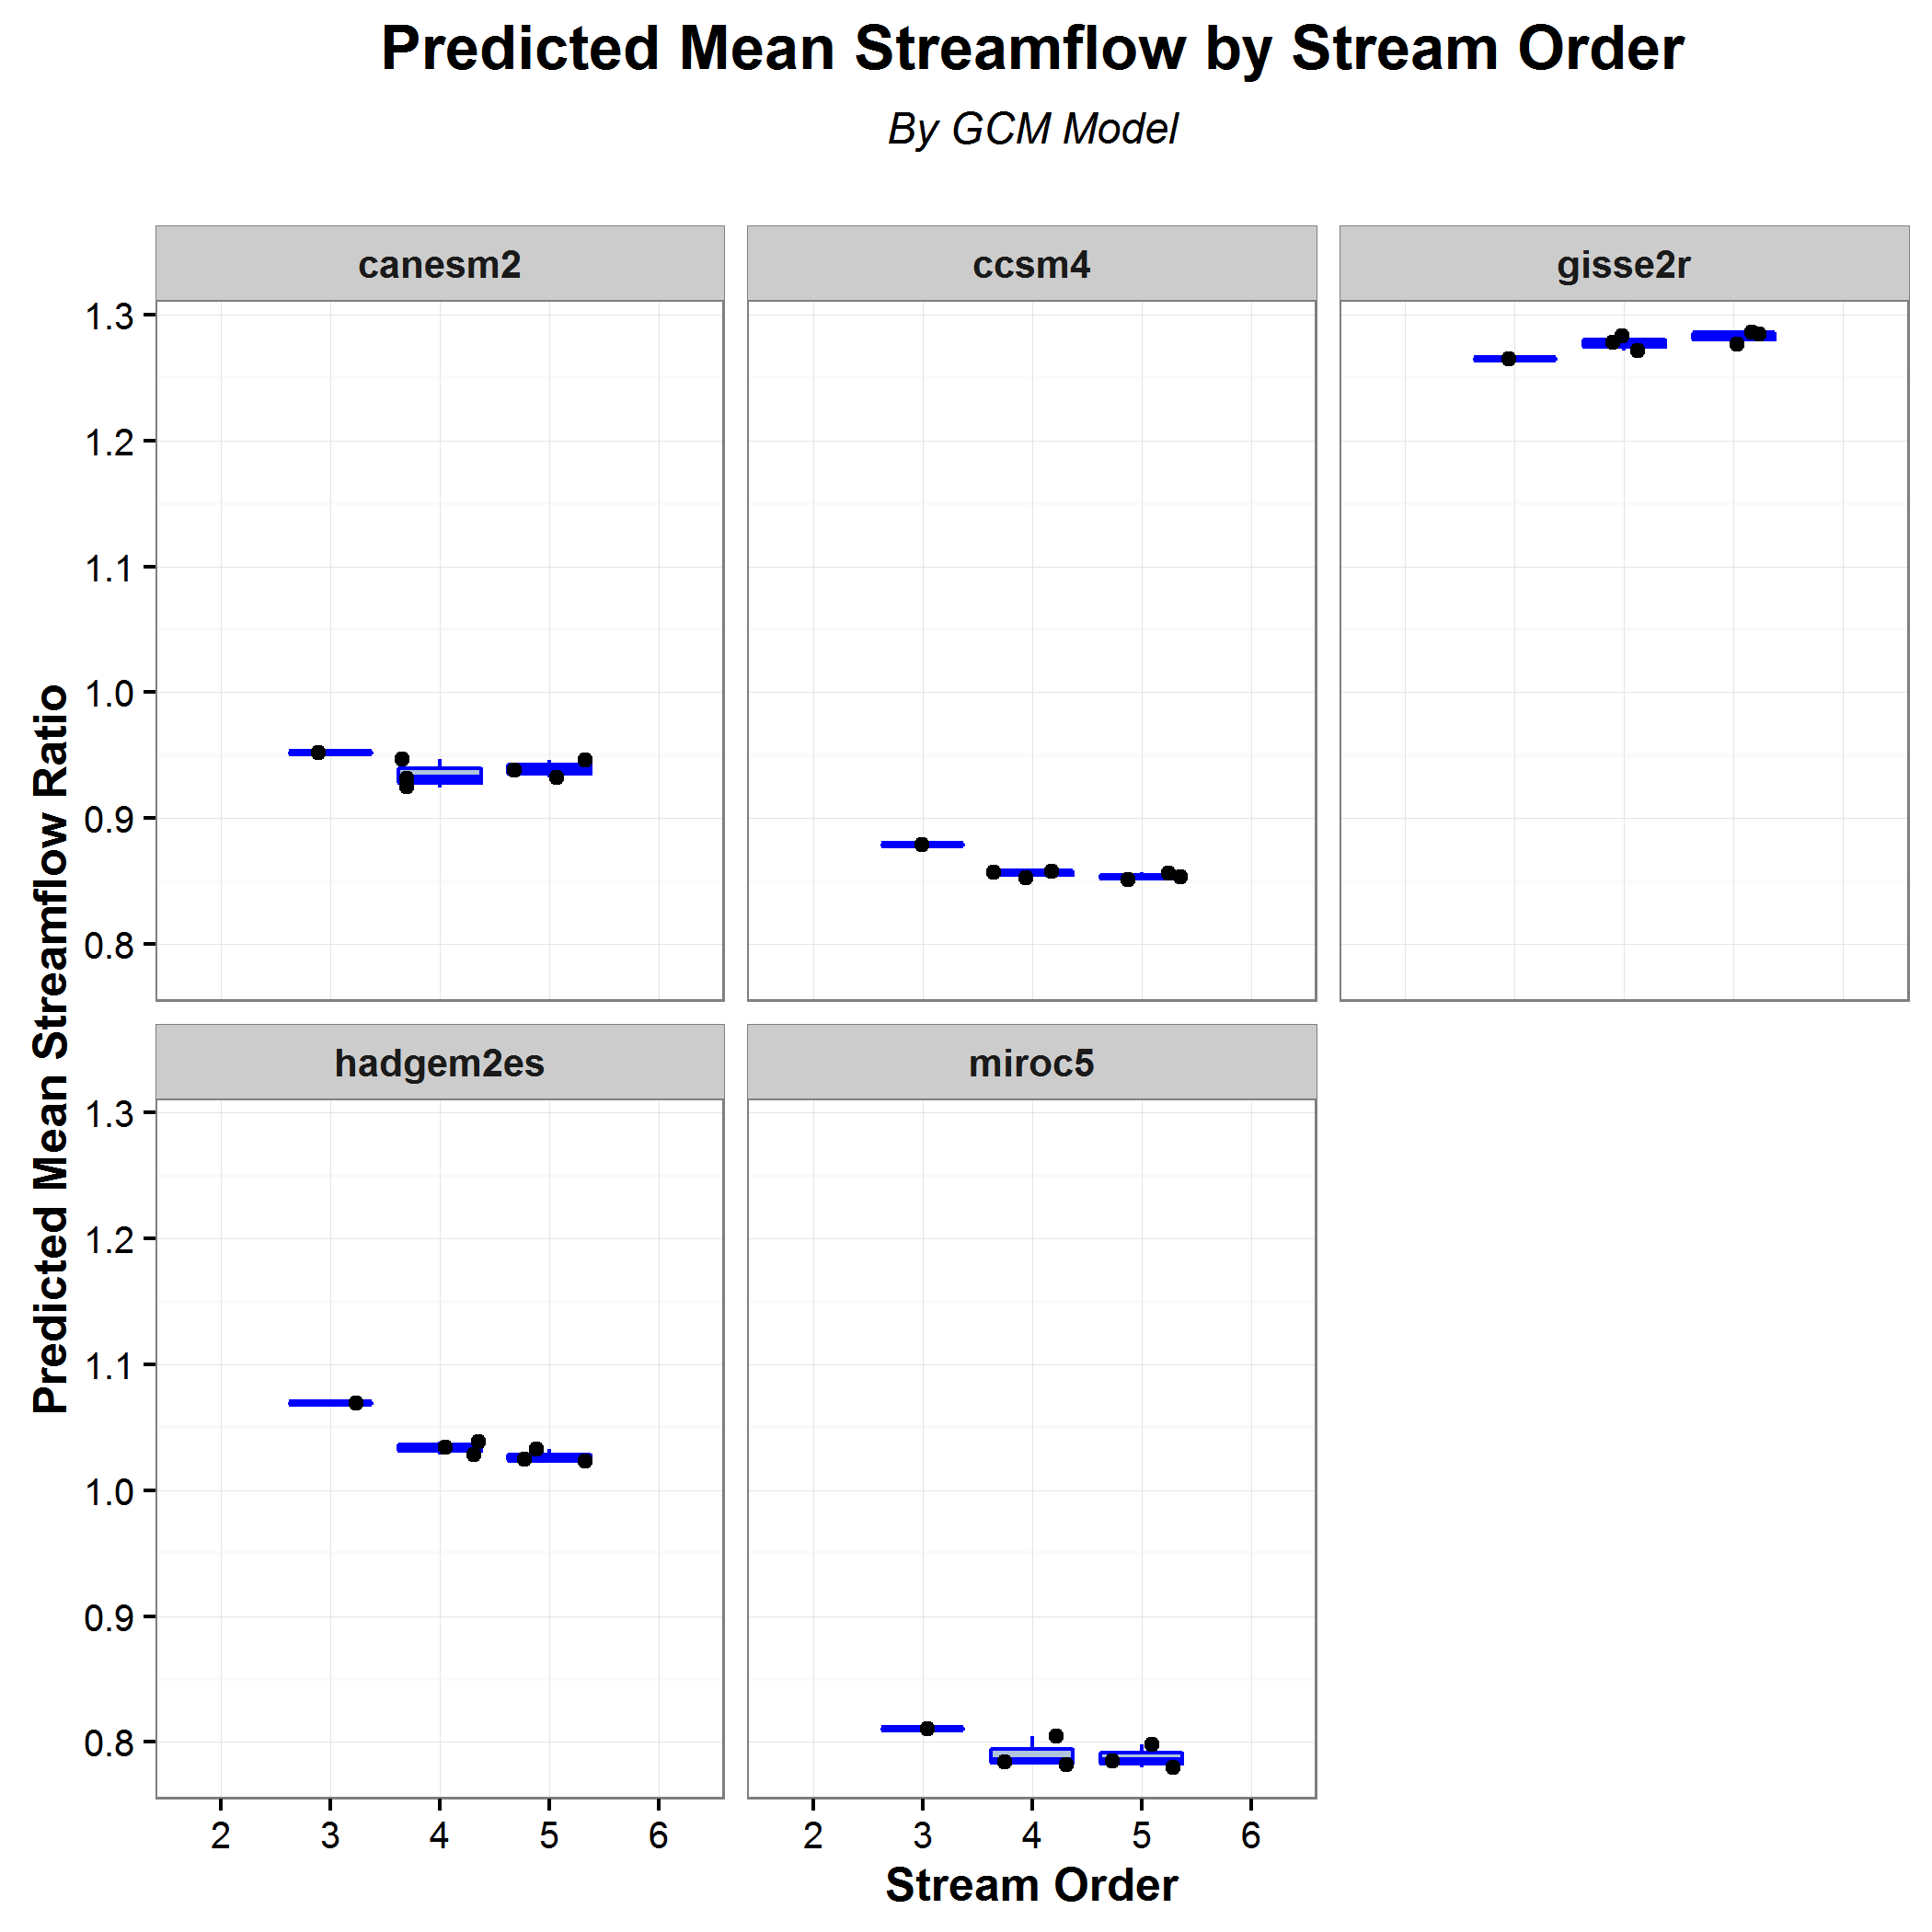 Predicted Mean Streamflow by Stream Order
By GCM Model
canesm2
ccsm4
gisse2r
1.3
1.2
1.1
1.0
0.9
0.8
Predicted Mean Streamflow Ratio
hadgem2es
miroc5
1.3
1.2
1.1
1.0
0.9
0.8
2 3 4 5 6
2 3 4 5 6
Stream Order